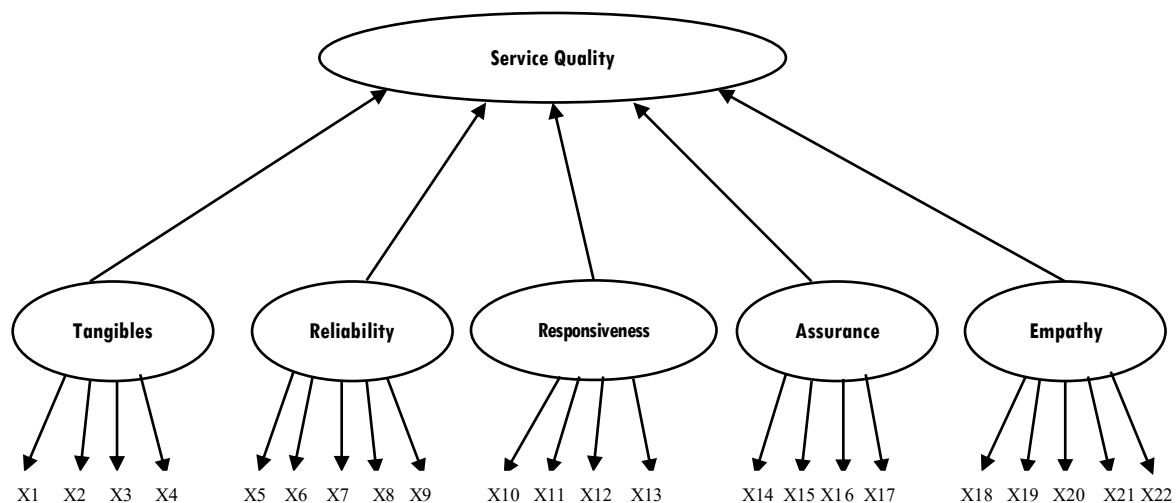 Service Quality
Tangibles Reliability Responsiveness Assurance Empathy
X1 X2 X3 X4 X5 X6 X7 X8 X9 X10 X11 X12 X13 X14 X15 X16 X17 X18 X19 X20 X21 X22